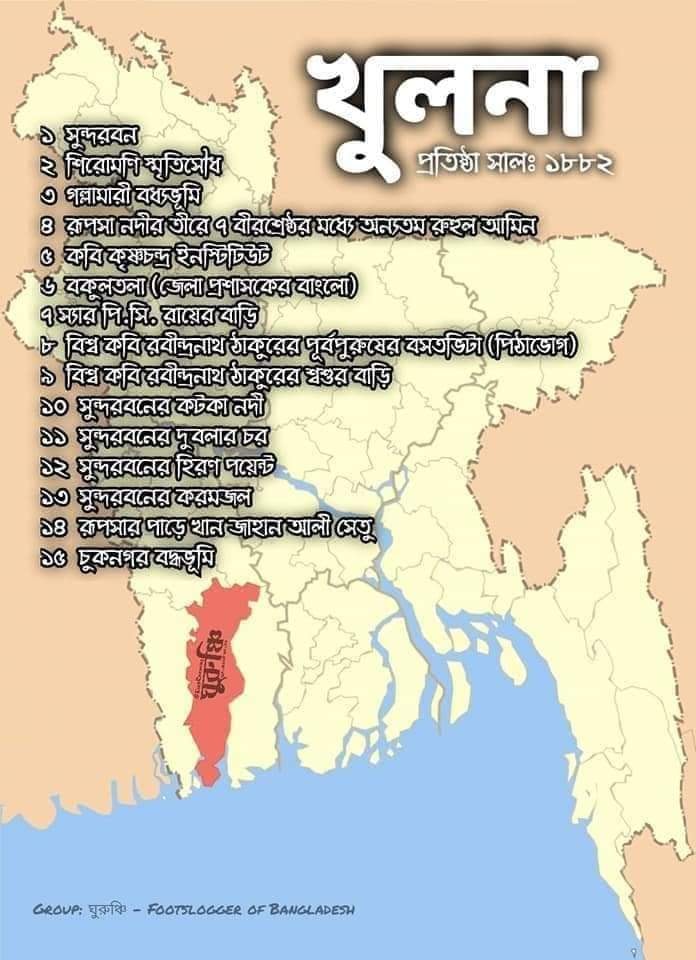 খুলনা
প্রতিষ্ঠা সালঃ ১৮৮২
১ সুন্দরবন
২ শিরোমণি স্মৃতিসৌধ
৩ গল্লামারী বধ্যভূমি
৪ রূপসা নদীর তীরে ৭ বীরশ্রেষ্ঠর মধ্যে অন্যতম রুহুল আমিন
৫ কবি কৃষ্ণচন্দ্র ইনস্টিটিউট
৬ বকুলতলা (জেলা প্রশাসকের বাংলো)
৭ স্যার পি.সি. রায়ের বাড়ি
৮ বিশ্ব কবি রবীন্দ্রনাথ ঠাকুরের পূর্বপুরুষের বসতভিটা (পিঠাভোগ)
৯ বিশ্ব কবি রবীন্দ্রনাথ ঠাকুরের শ্বশুর বাড়ি
১০ সুন্দরবনের কটকা নদী
১১ সুন্দরবনের দুবলার চর
১২ সুন্দরবনের হিরণ পয়েন্ট
১৩ সুন্দরবনের করমজল
১৪ রূপসার পাড়ে খান জাহান আলী সেতু
১৫ চুকনগর বদ্ধভূমি
ঘুরুঞ্চি
GROUP: ঘুরুঞ্চি - FOOTSLOGGER OF BANGLADESH